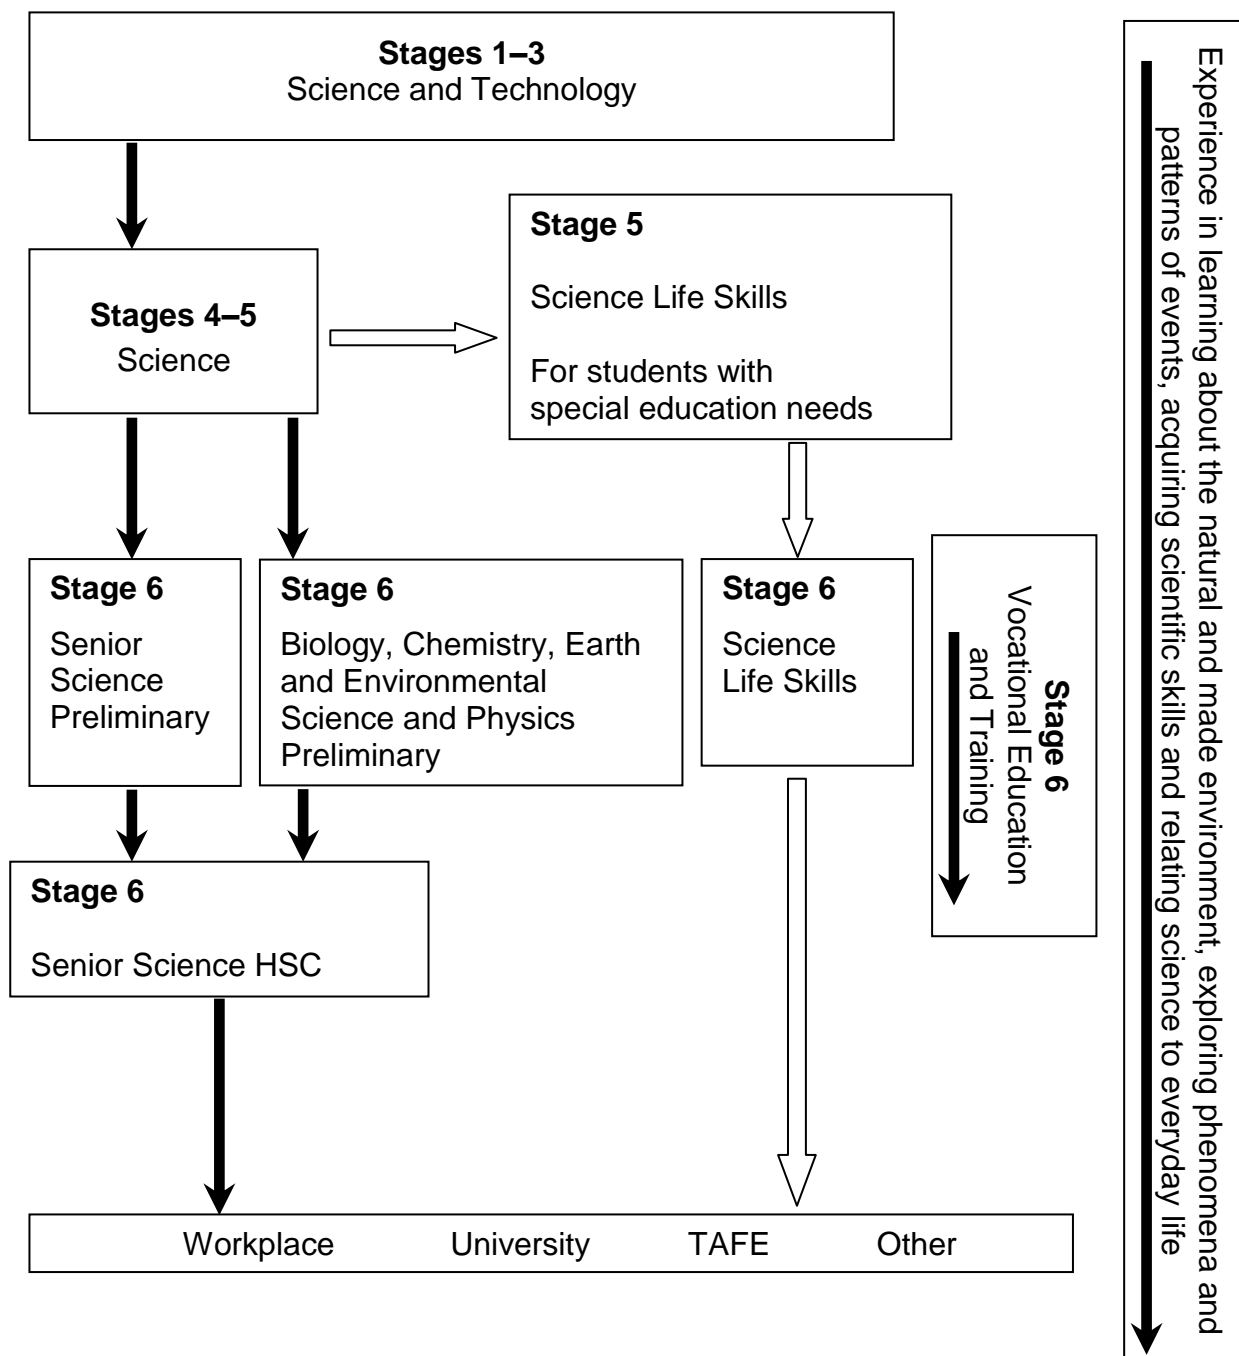 Stages 1–3
Science and Technology
Stages 4–5
Science
Stage 5
Science Life Skills
For students with
special education needs
Stage 6
Senior
Science
Preliminary
Stage 6
Biology, Chemistry, Earth
and Environmental
Science and Physics
Preliminary
Stage 6
Science
Life Skills
Stage 6
Vocational Education
and Training
Stage 6
Senior Science HSC
Workplace University TAFE Other
Experience in learning about the natural and made environment, exploring phenomena and
patterns of events, acquiring scientific skills and relating science to everyday life